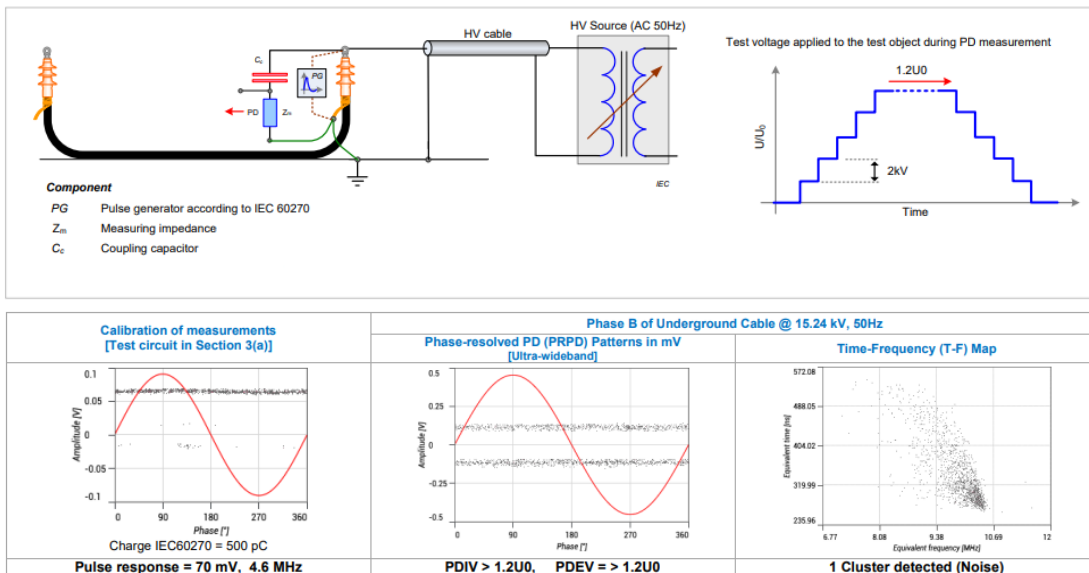 HV Source (AC 50Hz)
HV cable
Test voltage applied to the test object during PD measurement
Cc
PG
PD
Zm
IEC
1.2U0
U/U0
2kV
Time
Component
PG Pulse generator according to IEC 60270
Zm Measuring impedance
Cc Coupling capacitor
Calibration of measurements
[Test circuit in Section 3(a)]
Phase B of Underground Cable @ 15.24 kV, 50Hz
Phase-resolved PD (PRPD) Patterns in mV
[Ultra-wideband]
Time-Frequency (T-F) Map
0.1
0.05
0
-0.05
-0.1
Amplitude [V]
0 90 180 270 360
Phase [°]
Charge IEC60270 = 500 pC
0.5
0.25
0
-0.25
-0.5
Amplitude [V]
0 90 180 270 360
Phase [°]
572.08
488.05
404.02
319.99
235.96
Equivalent time [ns]
6.77 8.08 9.38 10.69 12
Equivalent frequency [MHz]
Pulse response = 70 mV, 4.6 MHz
PDIV > 1.2U0, PDEV = > 1.2U0
1 Cluster detected (Noise)